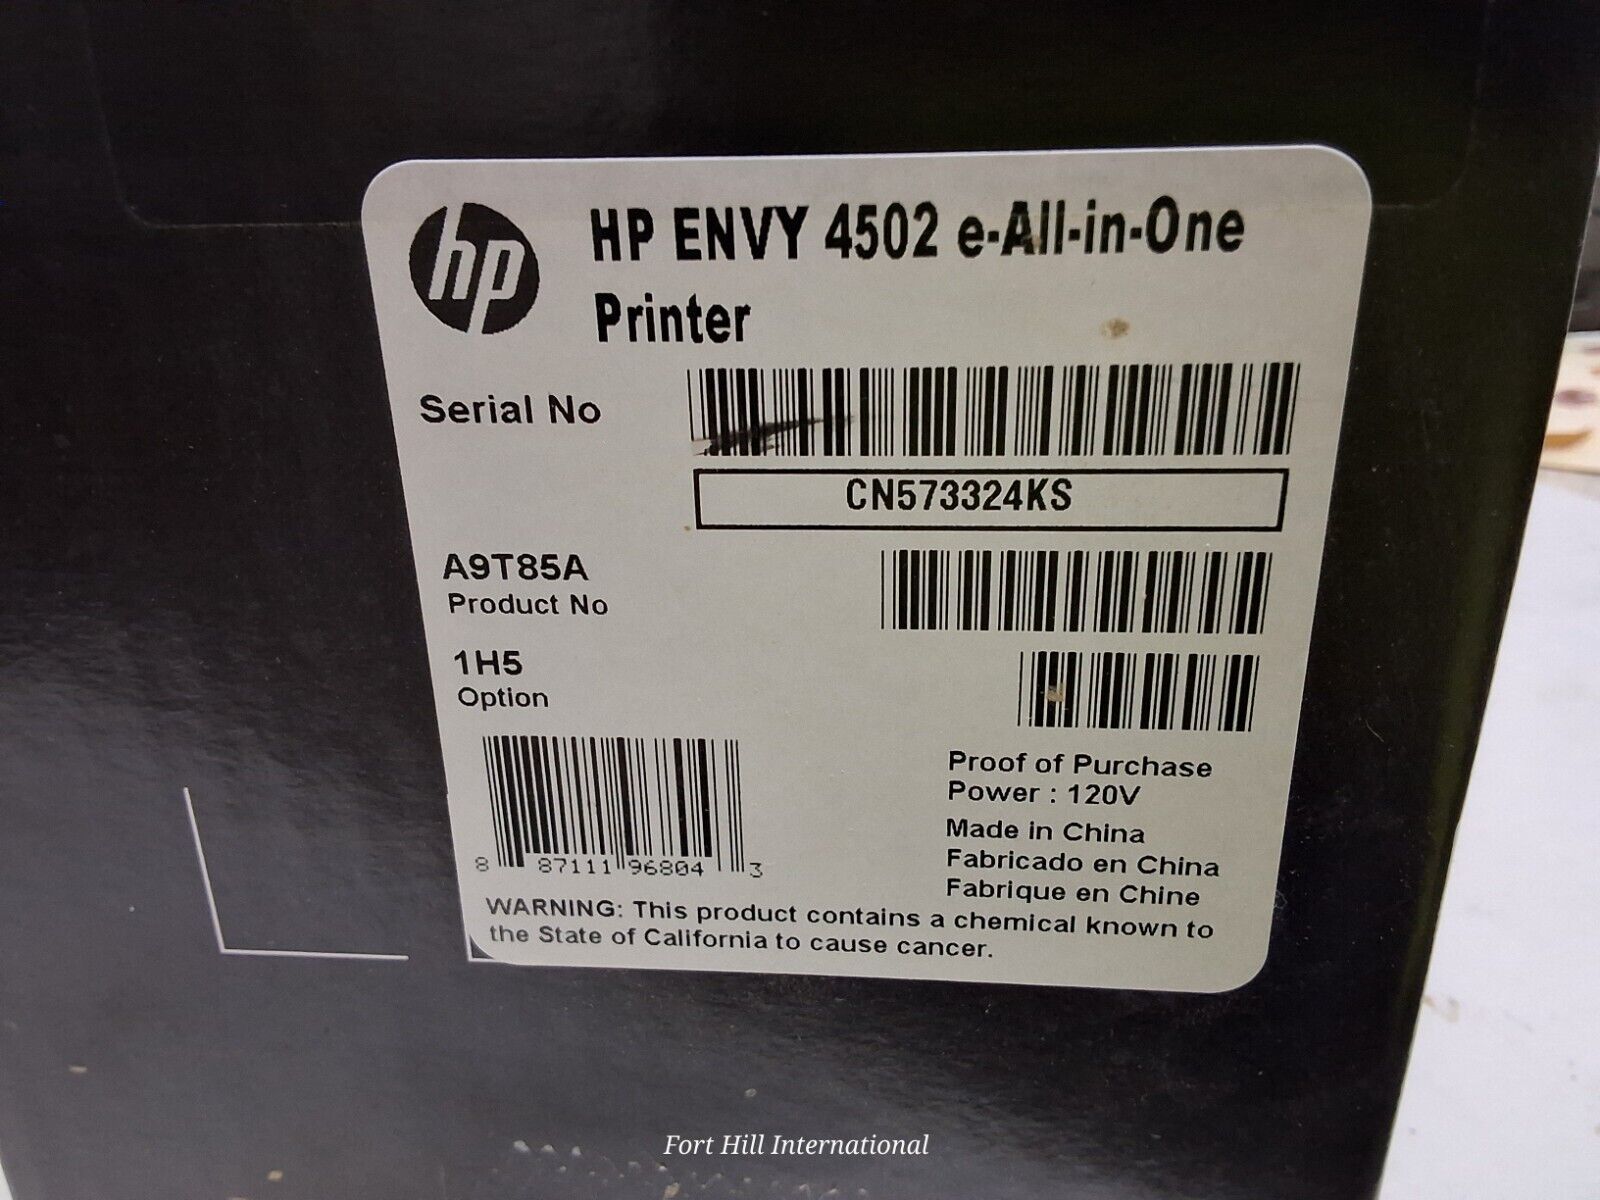 hp
HP ENVY 4502 e-All-in-One
Printer
Serial No
CN573324KS
A9T85A
Product No
1H5
Option
8 87111 96804 3
Proof of Purchase
Power : 120V
Made in China
Fabricado en China
Fabrique en Chine
WARNING: This product contains a chemical known to
the State of California to cause cancer.
Fort Hill International